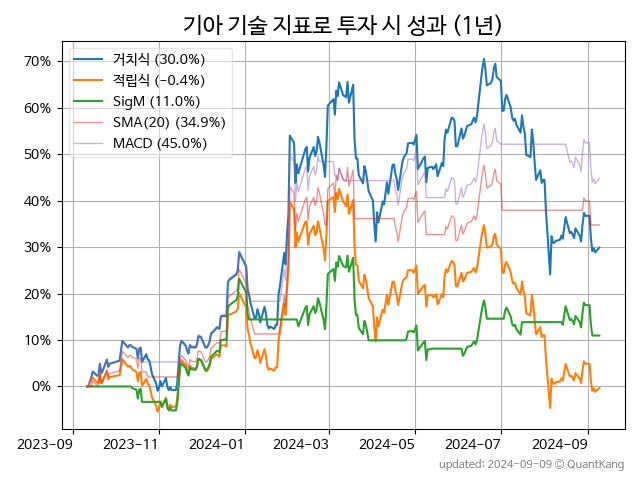 기아 기술 지표로 투자 시 성과 (1년)
거치식 (30.0%)
적립식 (−0.4%)
SigM (11.0%)
SMA(20) (34.9%)
MACD (45.0%)
70%
60%
50%
40%
30%
20%
10%
0%
2023-09 2023-11 2024-01 2024-03 2024-05 2024-07 2024-09
updated: 2024-09-09 © QuantKang